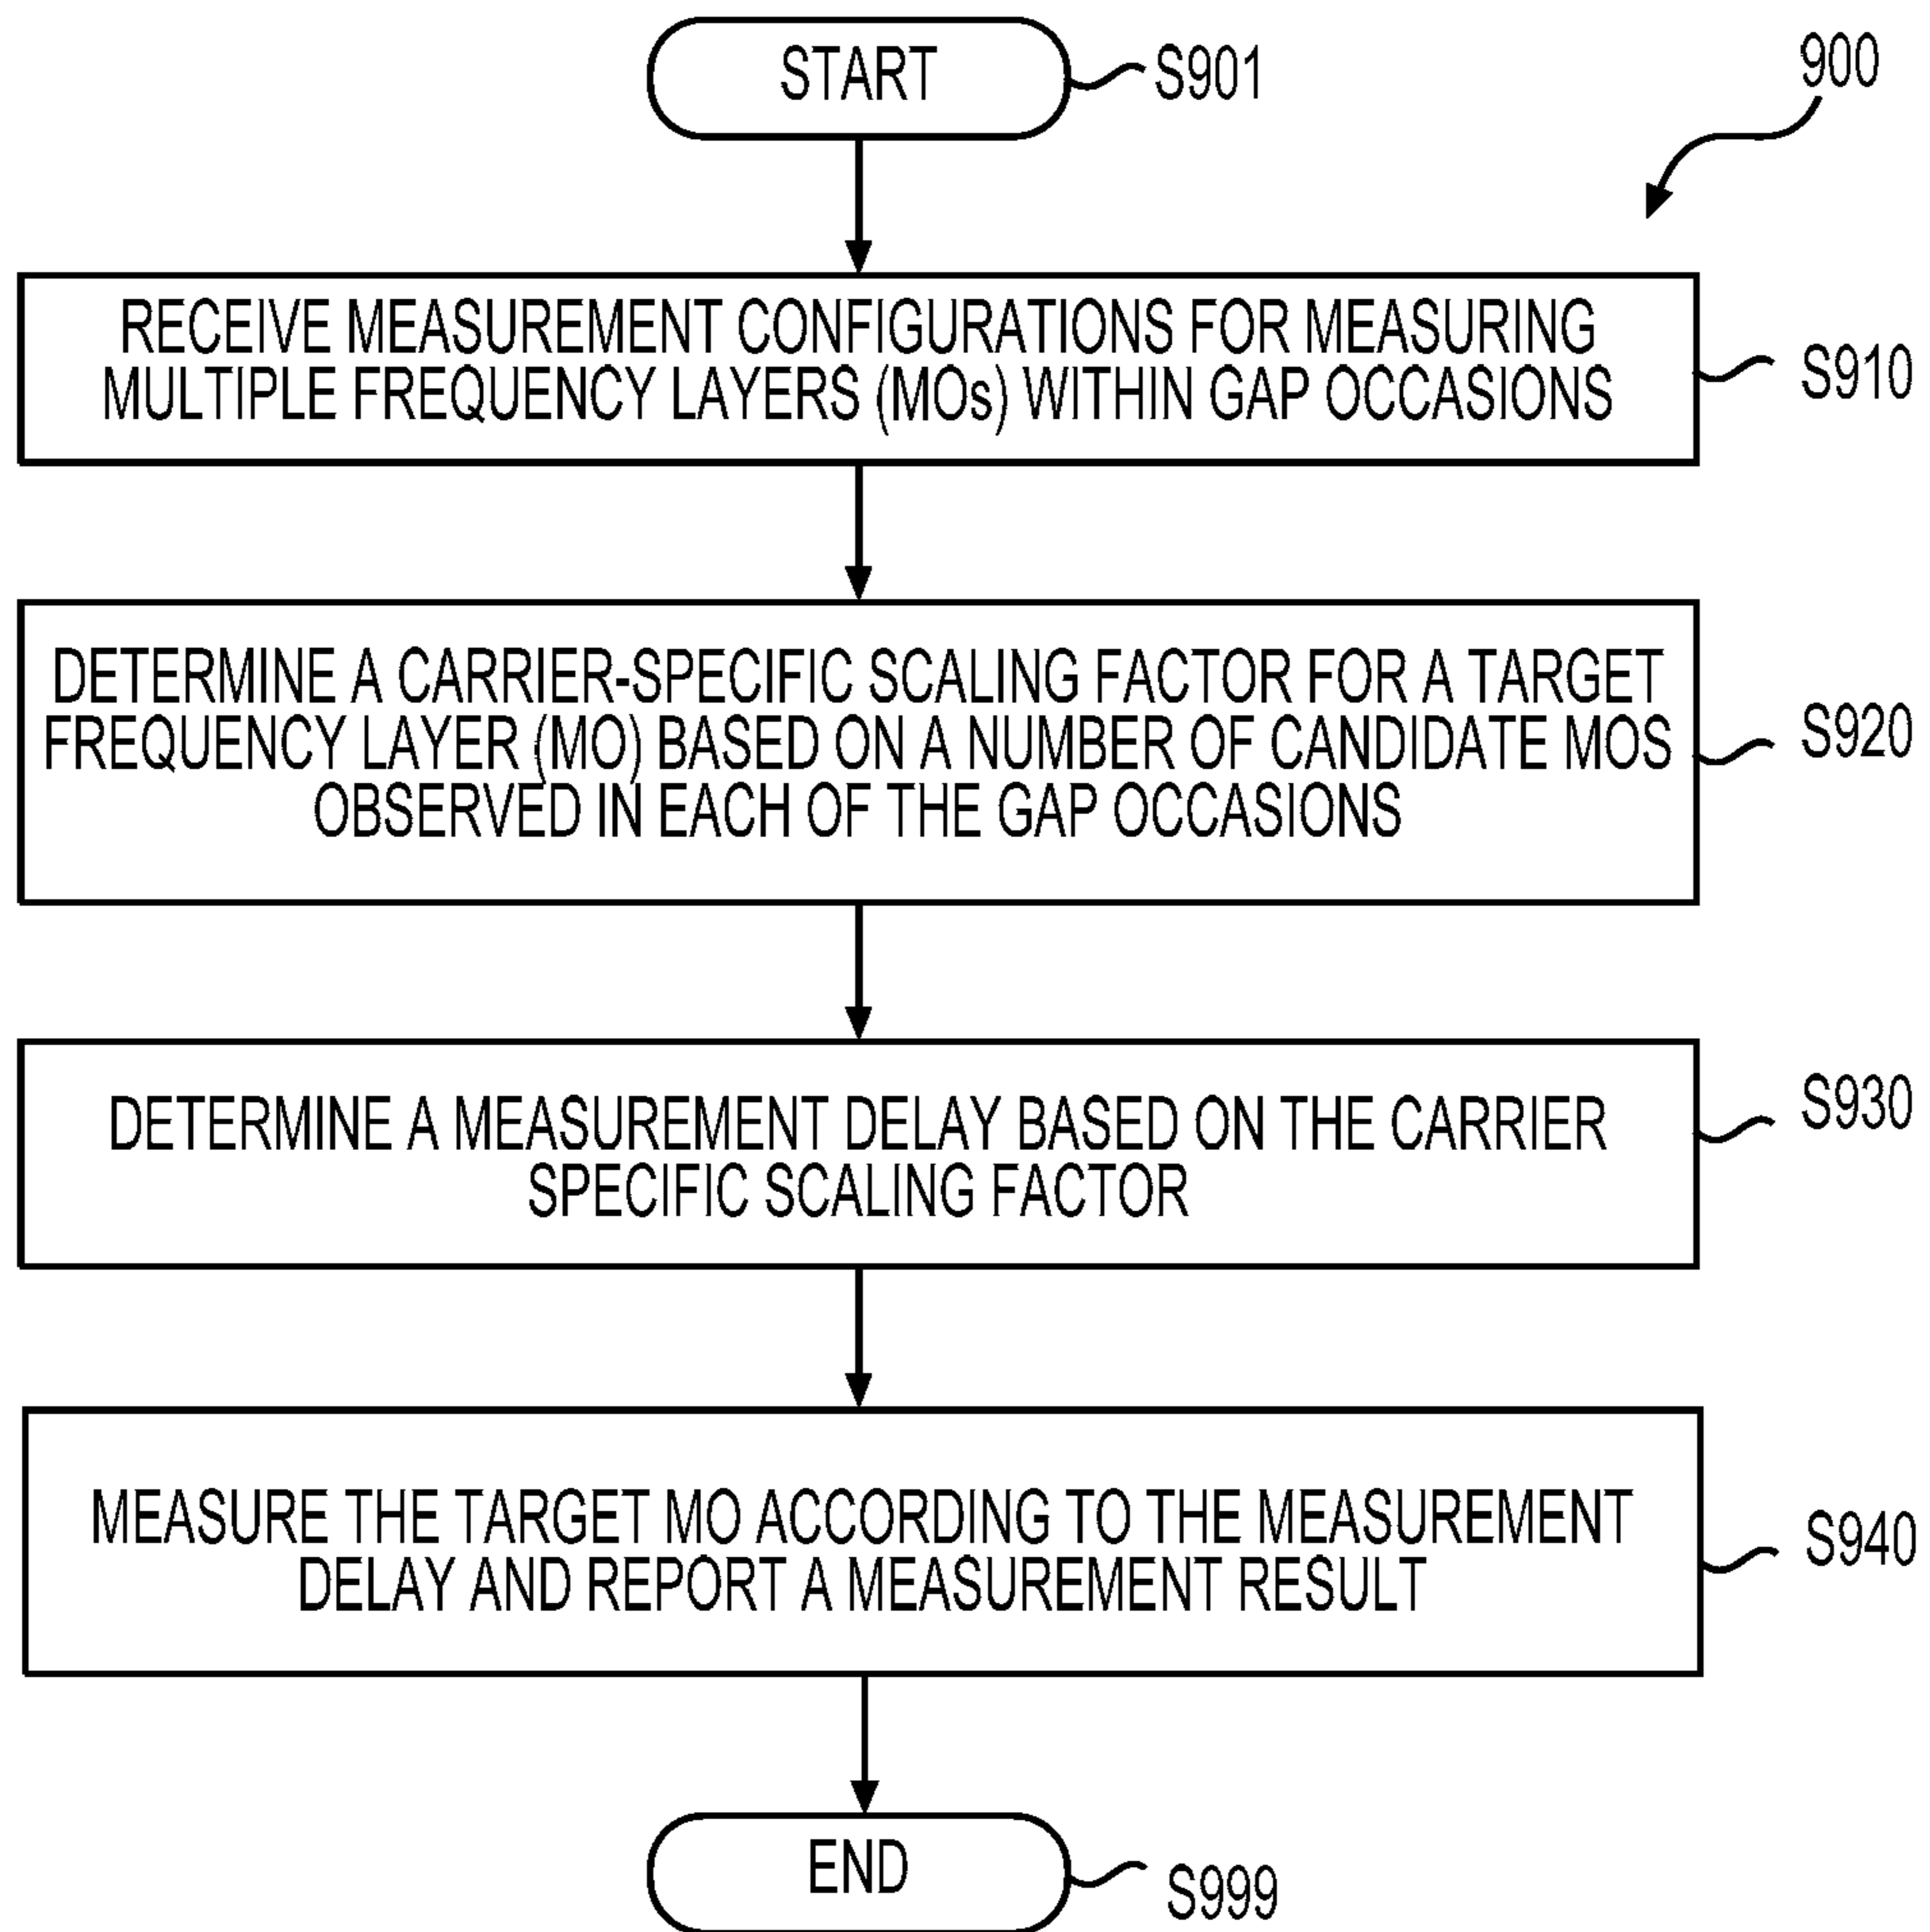 START
S901
900
RECEIVE MEASUREMENT CONFIGURATIONS FOR MEASURING
MULTIPLE FREQUENCY LAYERS (MOs) WITHIN GAP OCCASIONS
S910
DETERMINE A CARRIER-SPECIFIC SCALING FACTOR FOR A TARGET
FREQUENCY LAYER (MO) BASED ON A NUMBER OF CANDIDATE MOS
OBSERVED IN EACH OF THE GAP OCCASIONS
S920
DETERMINE A MEASUREMENT DELAY BASED ON THE CARRIER
SPECIFIC SCALING FACTOR
S930
MEASURE THE TARGET MO ACCORDING TO THE MEASUREMENT
DELAY AND REPORT A MEASUREMENT RESULT
S940
END
S999